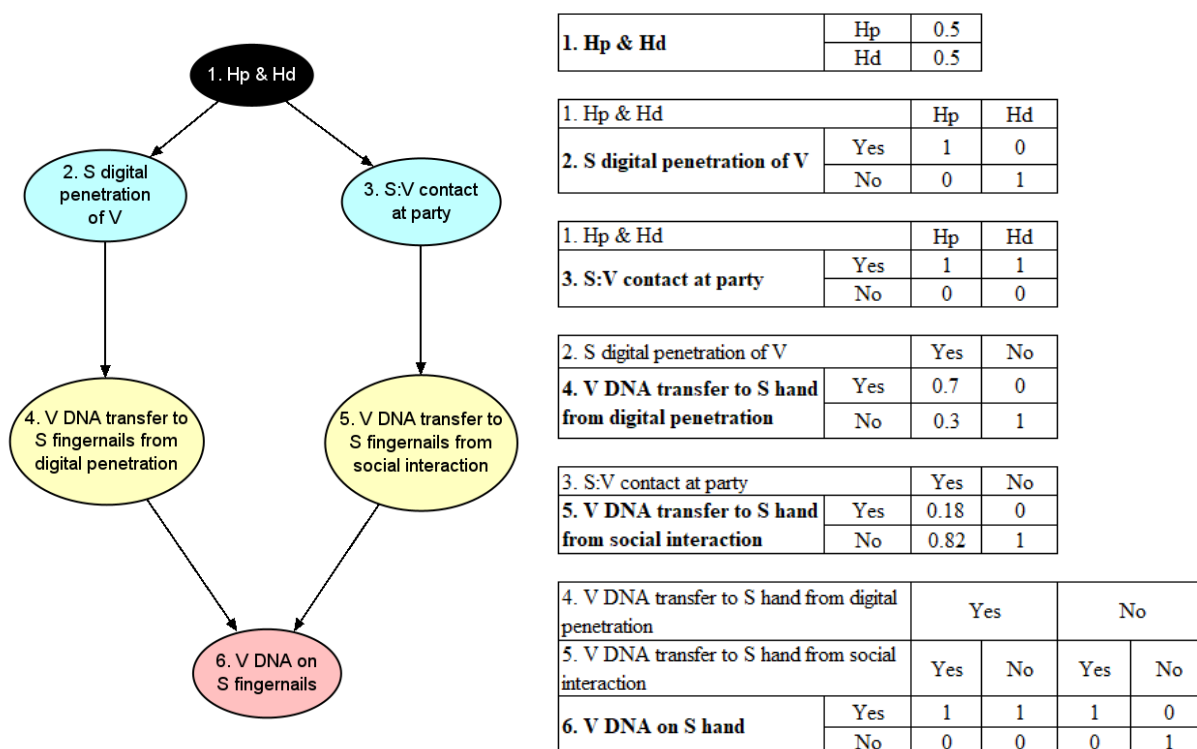 1. Hp & Hd
2. S digital
penetration
of V
3. S:V contact
at party
4. V DNA transfer to
S fingernails from
digital penetration
5. V DNA transfer to
S fingernails from
social interaction
6. V DNA on
S fingernails
1. Hp & Hd Hp 0.5
Hd 0.5
1. Hp & Hd Hp Hd
2. S digital penetration of V Yes 1 0
No 0 1
1. Hp & Hd Hp Hd
3. S:V contact at party Yes 1 1
No 0 0
2. S digital penetration of V Yes No
4. V DNA transfer to S hand Yes 0.7 0
from digital penetration No 0.3 1
3. S:V contact at party Yes No
5. V DNA transfer to S hand Yes 0.18 0
from social interaction No 0.82 1
4. V DNA transfer to S hand from digital
penetration Yes No
5. V DNA transfer to S hand from social
interaction Yes No Yes No
6. V DNA on S hand Yes 1 1 1 0
No 0 0 0 1